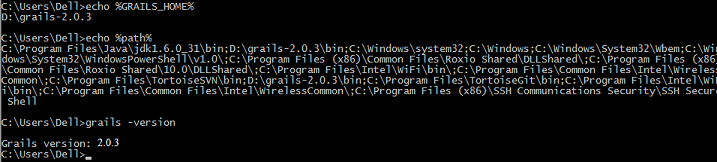 C:\Users\Dell>echo %GRAILS_HOME%
D:\grails-2.0.3
C:\Users\Dell>echo %path%
C:\Program Files\Java\jdk1.6.0_31\bin;D:\grails-2.0.3\bin;C:\Windows\system32;C:\Windows;C:\Windows\System32\Wbem;C:\Wi
dows\System\WindowsPowerShell\v1.0\;C:\Program Files (x86)\Common Files\Roxio Shared\DLLShared\;C:\Program Files (x86
\Common Files\Roxio Shared\10.0\DLLShared\;C:\Program Files\Intel\WiFi\bin\;C:\Program Files\Common Files\Intel\Wireles
Common\;C:\Program Files\TortoiseSVN\bin;D:\grails-2.0.3\bin;C:\Program Files\TortoiseGit\bin;C:\Program Files\Intel\Wi
i\bin\;C:\Program Files\Common Files\Intel\WirelessCommon\;C:\Program Files (x86)\SSH Communications Security\SSH Secur
Shell
C:\Users\Dell>grails -version
Grails version: 2.0.3
C:\Users\Dell>